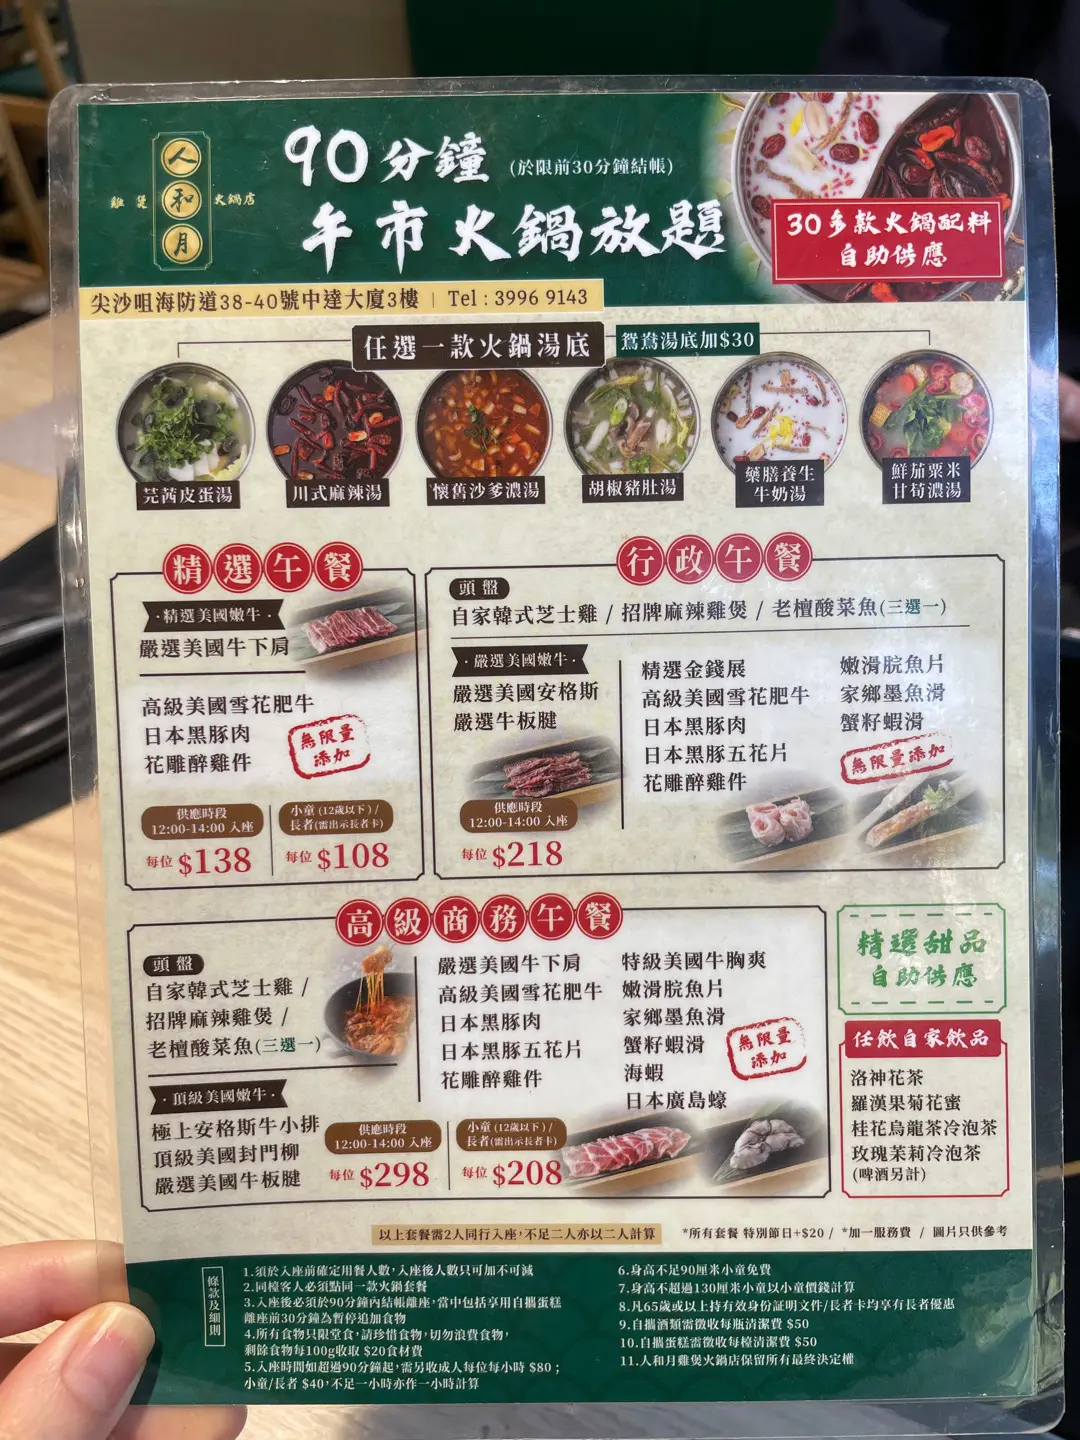 人和月
雞煲 火鍋店
90分鐘 (於限前30分鐘結帳)
午市火鍋放題
30多款火鍋配料
自助供應
尖沙咀海防道38-40號中達大廈3樓 | Tel : 3996 9143
任選一款火鍋湯底 鴛鴦湯底加$30
芫茜皮蛋湯
川式麻辣湯
懷舊沙爹濃湯
胡椒豬肚湯
藥膳養生
牛奶湯
鮮茄粟米
甘荀濃湯
精選午餐
·精選美國嫩牛·
嚴選美國牛下肩
高級美國雪花肥牛
日本黑豚肉
花雕醉雞件
無限量
添加
供應時段
12:00-14:00 入座
每位 $138
小童 (12歲以下) /
長者(需出示長者卡)
每位 $108
行政午餐
頭盤
自家韓式芝士雞 / 招牌麻辣雞煲 / 老檀酸菜魚(三選一)
·嚴選美國嫩牛·
嚴選美國安格斯
嚴選牛板腱
供應時段
12:00-14:00 入座
每位 $218
精選金錢展
高級美國雪花肥牛
日本黑豚肉
日本黑豚五花片
花雕醉雞件
嫩滑脘魚片
家鄉墨魚滑
蟹籽蝦滑
無限量
添加
高級商務午餐
頭盤
自家韓式芝士雞 /
招牌麻辣雞煲 /
老檀酸菜魚(三選一)
·頂級美國嫩牛·
極上安格斯牛小排
頂級美國封門柳
嚴選美國牛板腱
嚴選美國牛下肩
高級美國雪花肥牛
日本黑豚肉
日本黑豚五花片
花雕醉雞件
特級美國牛胸爽
嫩滑脘魚片
家鄉墨魚滑
蟹籽蝦滑
海蝦
日本廣島蠔
無限量
添加
供應時段
12:00-14:00 入座
每位 $298
小童 (12歲以下) /
長者(需出示長者卡)
每位 $208
精選甜品
自助供應
任飲自家飲品
洛神花茶
羅漢果菊花蜜
桂花烏龍茶冷泡茶
玫瑰茉莉冷泡茶
(啤酒另計)
以上套餐需2人同行入座，不足二人亦以二人計算
*所有套餐 特別節日+$20 / *加一服務費 / 圖片只供參考
條款及細則
1.須於入座前確定用餐人數，入座後人數只可加不可減
2.同檯客人必須點同一款火鍋套餐
3.入座後必須於90分鐘內結帳離座，當中包括享用自攜蛋糕
離座前30分鐘為暫停追加食物
4.所有食物只限堂食，請珍惜食物，切勿浪費食物，
剩餘食物每100g收取 $20食材費
5.入座時間如超過90分鐘起，需另收成人每位每小時 $80；
小童/長者 $40，不足一小時亦作一小時計算
6.身高不足90厘米小童免費
7.身高不超過130厘米小童以小童價錢計算
8.凡65歲或以上持有效身份証明文件/長者卡均享有長者優惠
9.自攜酒類需徵收每瓶清潔費 $50
10.自攜蛋糕需徵收每檯清潔費 $50
11.人和月雞煲火鍋店保留所有最終決定權